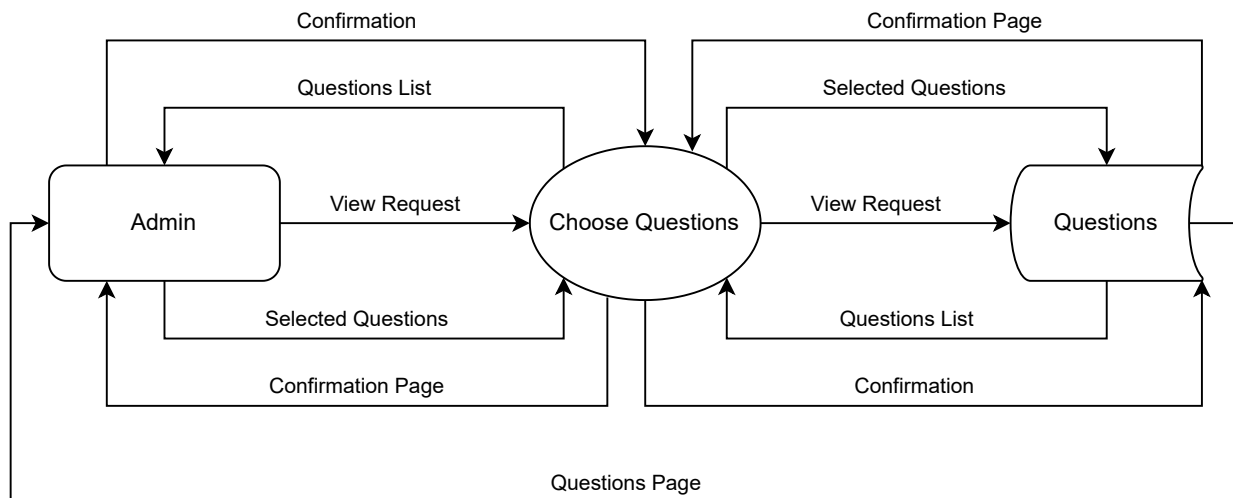 Confirmation
Confirmation Page
Questions List
Selected Questions
Admin
View Request
Choose Questions
View Request
Questions
Selected Questions
Questions List
Confirmation Page
Confirmation
Questions Page